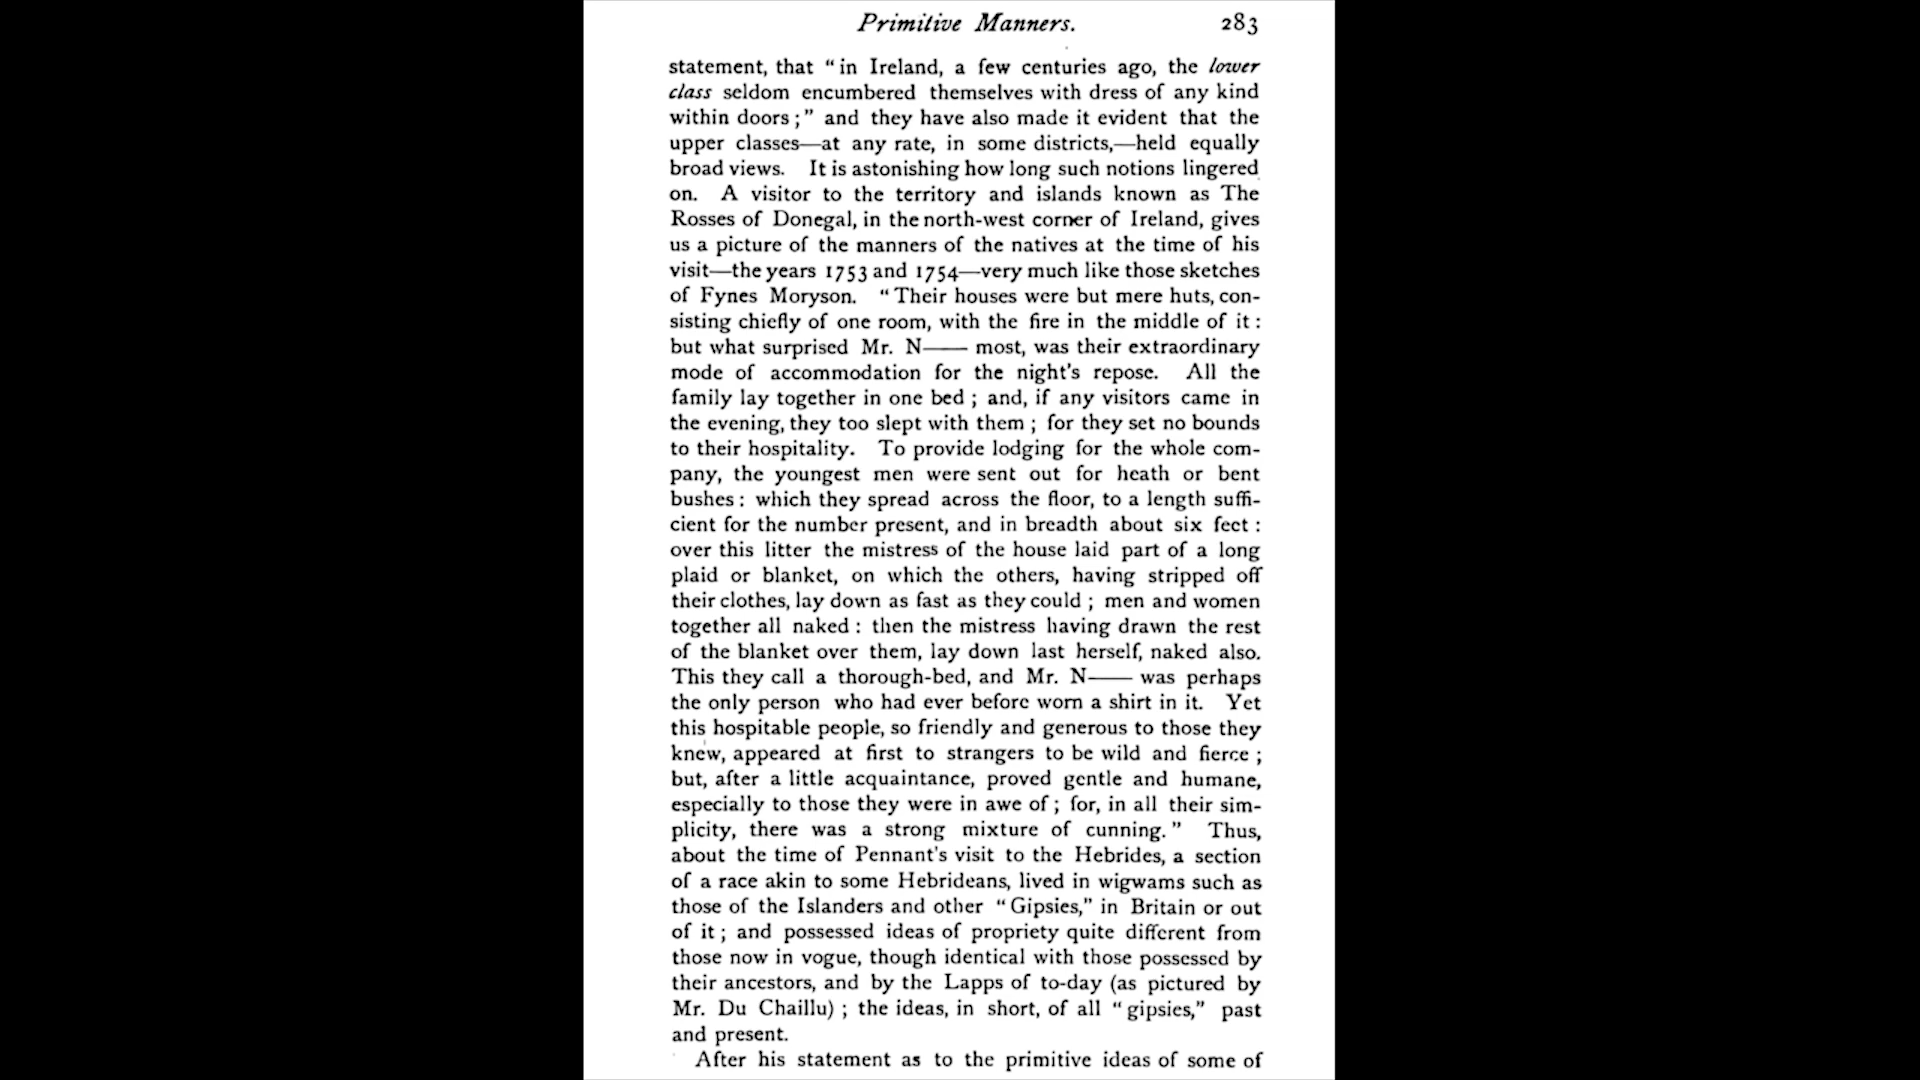 Primitive Manners. 283
statement, that “in Ireland, a few centuries ago, the lower
class seldom encumbered themselves with dress of any kind
within doors;” and they have also made it evident that the
upper classes—at any rate, in some districts,—held equally
broad views. It is astonishing how long such notions lingered
on. A visitor to the territory and islands known as The
Rosses of Donegal, in the north-west corner of Ireland, gives
us a picture of the manners of the natives at the time of his
visit—the years 1753 and 1754—very much like those sketches
of Fynes Moryson. “Their houses were but mere huts, con-
sisting chiefly of one room, with the fire in the middle of it:
but what surprised Mr. N—— most, was their extraordinary
mode of accommodation for the night's repose. All the
family lay together in one bed; and, if any visitors came in
the evening, they too slept with them; for they set no bounds
to their hospitality. To provide lodging for the whole com-
pany, the youngest men were sent out for heath or bent
bushes: which they spread across the floor, to a length suffi-
cient for the number present, and in breadth about six feet:
over this litter the mistress of the house laid part of a long
plaid or blanket, on which the others, having stripped off
their clothes, lay down as fast as they could; men and women
together all naked: then the mistress having drawn the rest
of the blanket over them, lay down last herself, naked also.
This they call a thorough-bed, and Mr. N—— was perhaps
the only person who had ever before worn a shirt in it. Yet
this hospitable people, so friendly and generous to those they
knew, appeared at first to strangers to be wild and fierce;
but, after a little acquaintance, proved gentle and humane,
especially to those they were in awe of; for, in all their sim-
plicity, there was a strong mixture of cunning.” Thus,
about the time of Pennant's visit to the Hebrides, a section
of a race akin to some Hebrideans, lived in wigwams such as
those of the Islanders and other “Gipsies,” in Britain or out
of it; and possessed ideas of propriety quite different from
those now in vogue, though identical with those possessed by
their ancestors, and by the Lapps of to-day (as pictured by
Mr. Du Chaillu); the ideas, in short, of all “gipsies,” past
and present.
After his statement as to the primitive ideas of some of